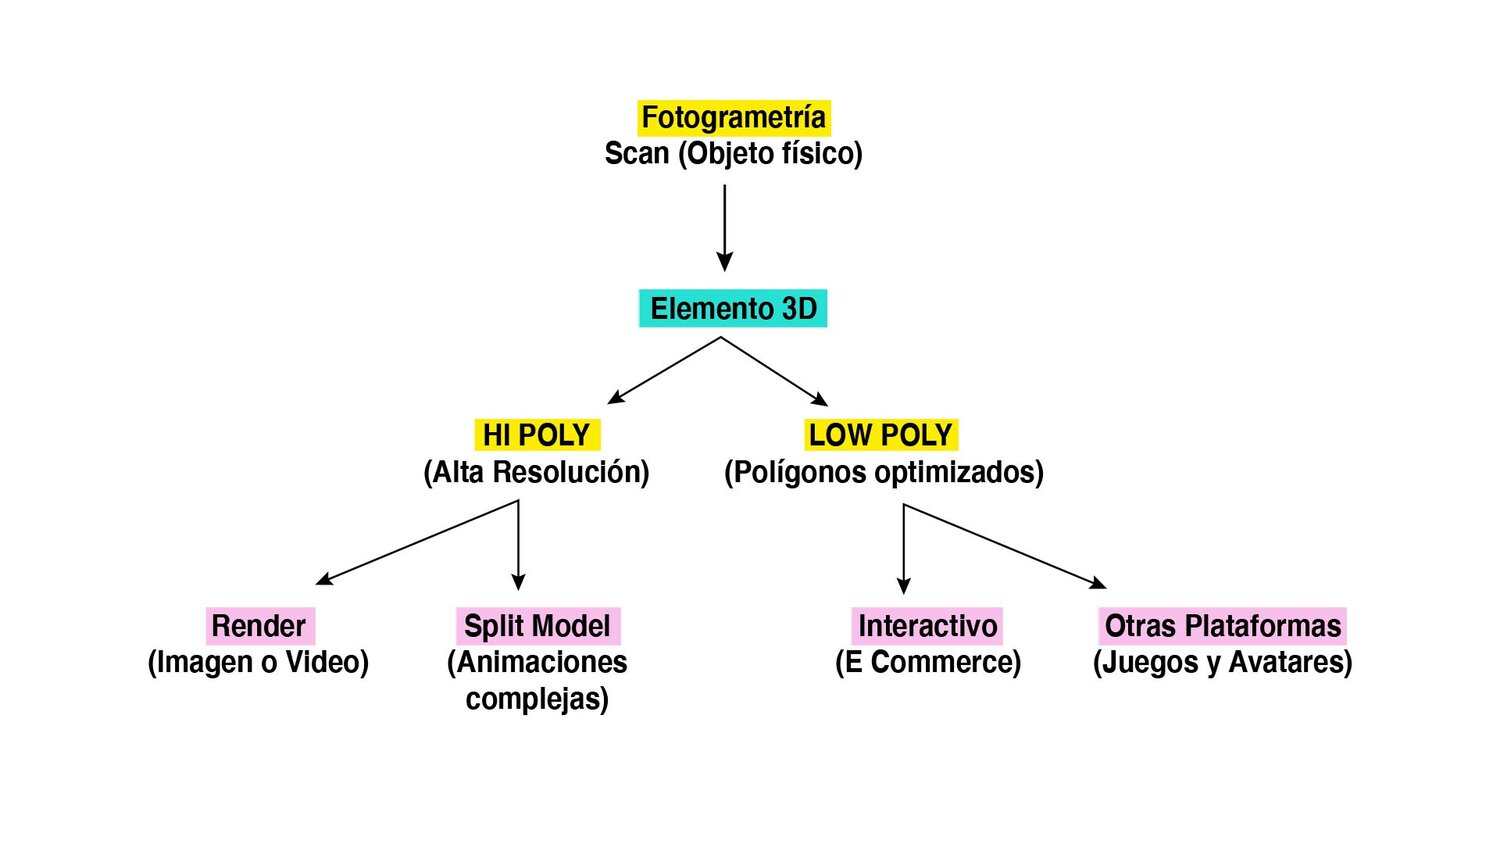 Fotogrametría
Scan (Objeto físico)
Elemento 3D
HI POLY
(Alta Resolución)
LOW POLY
(Polígonos optimizados)
Render
(Imagen o Video)
Split Model
(Animaciones
complejas)
Interactivo
(E Commerce)
Otras Plataformas
(Juegos y Avatares)